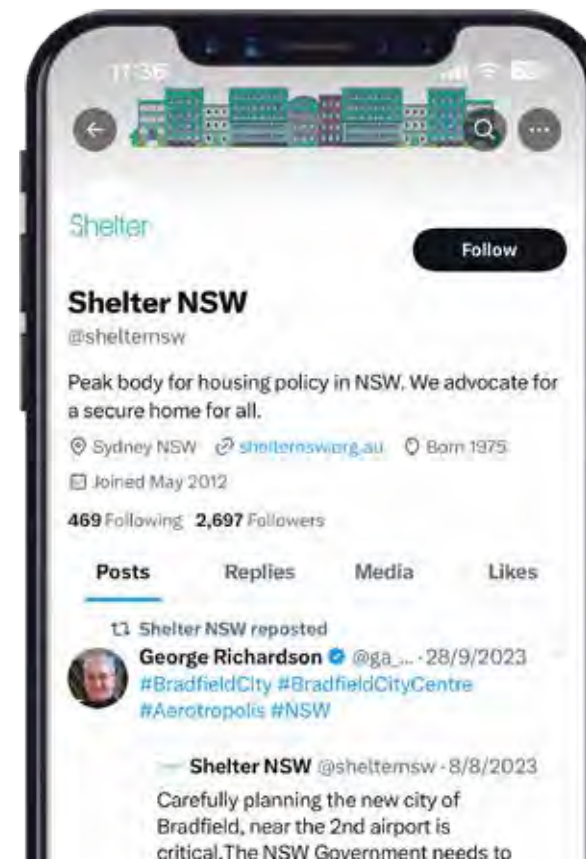 11:36
Shelter
Follow
Shelter NSW
@shelternsw
Peak body for housing policy in NSW. We advocate for
a secure home for all.
Sydney NSW shelternsw.org.au Born 1975
Joined May 2012
469 Following 2,697 Followers
Posts Replies Media Likes
Shelter NSW reposted
George Richardson @ga_... · 28/9/2023
#BradfieldCity #BradfieldCityCentre
#Aerotropolis #NSW
Shelter NSW @shelternsw · 8/8/2023
Carefully planning the new city of
Bradfield, near the 2nd airport is
critical.The NSW Government needs to